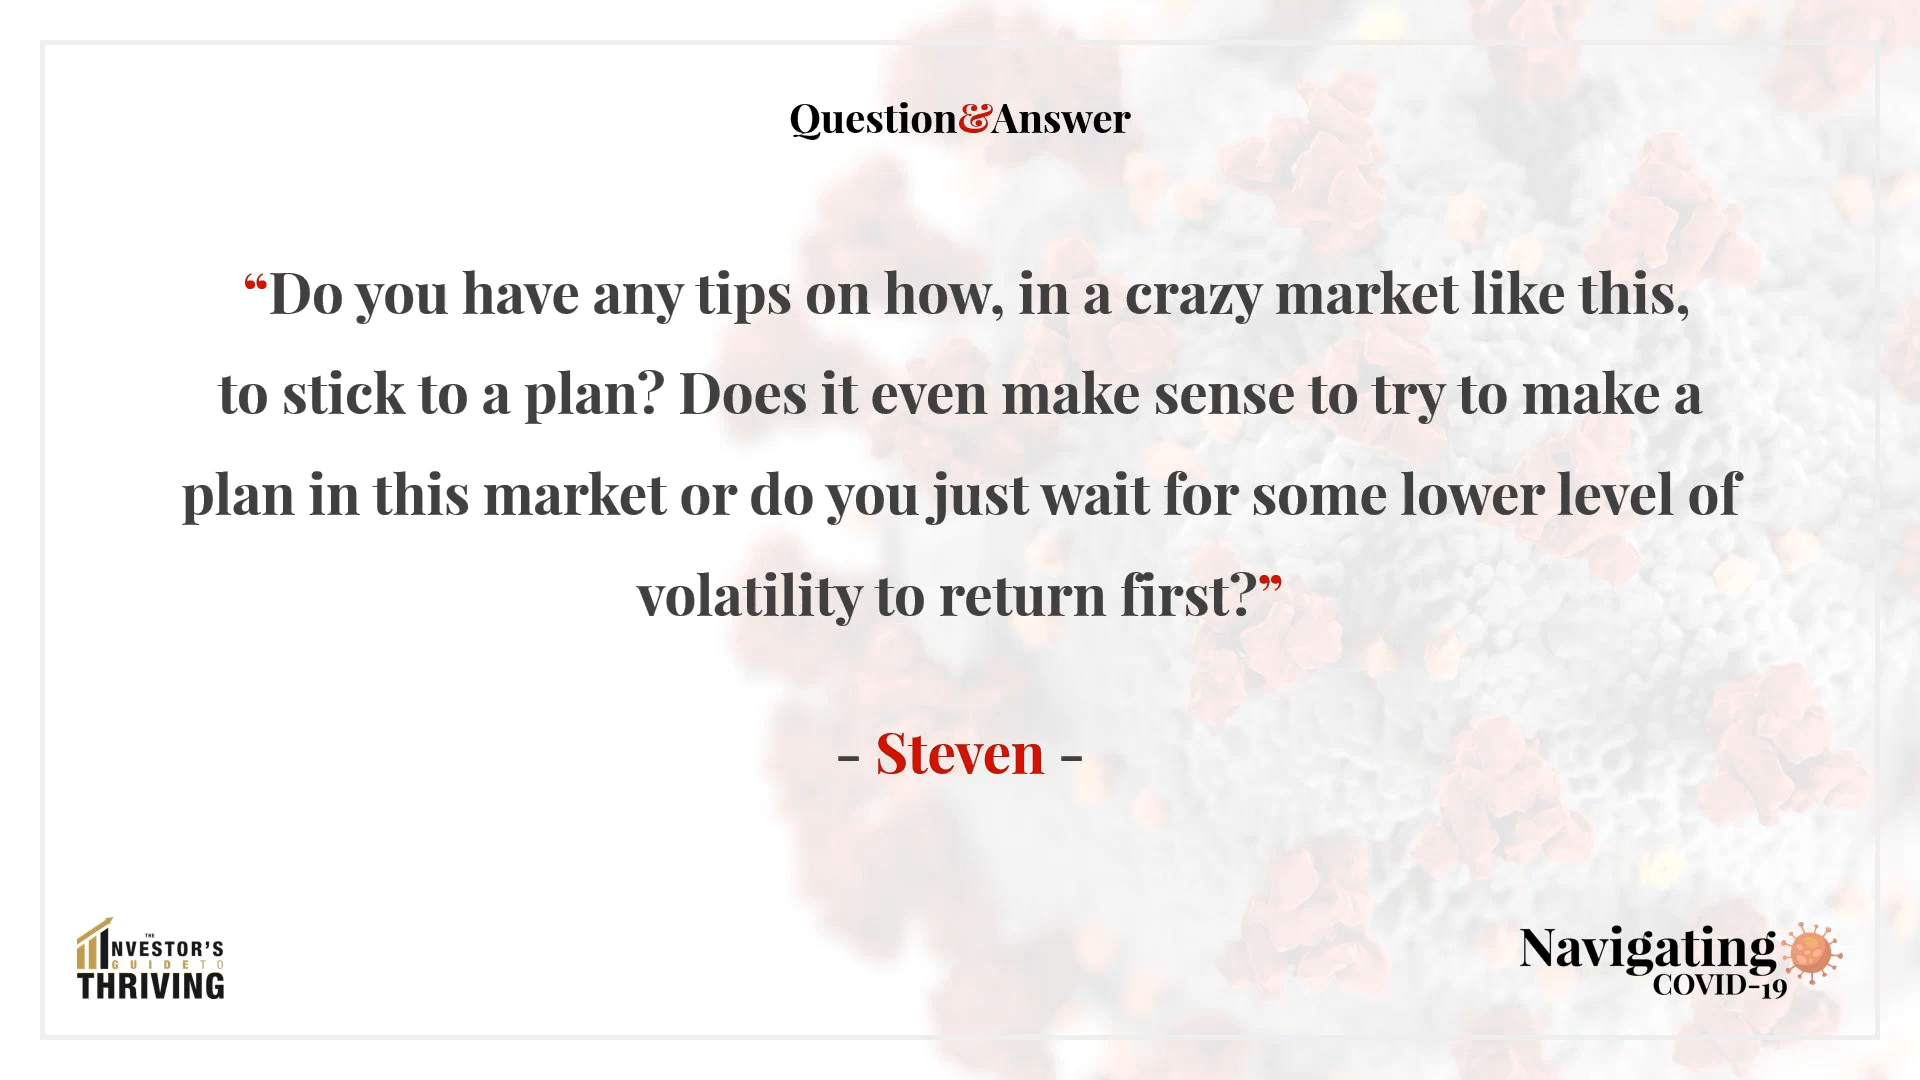 Question&Answer
“Do you have any tips on how, in a crazy market like this,
to stick to a plan? Does it even make sense to try to make a
plan in this market or do you just wait for some lower level of
volatility to return first?”
- Steven -
THE
INVESTOR'S
GUIDE TO
THRIVING
Navigating
COVID-19